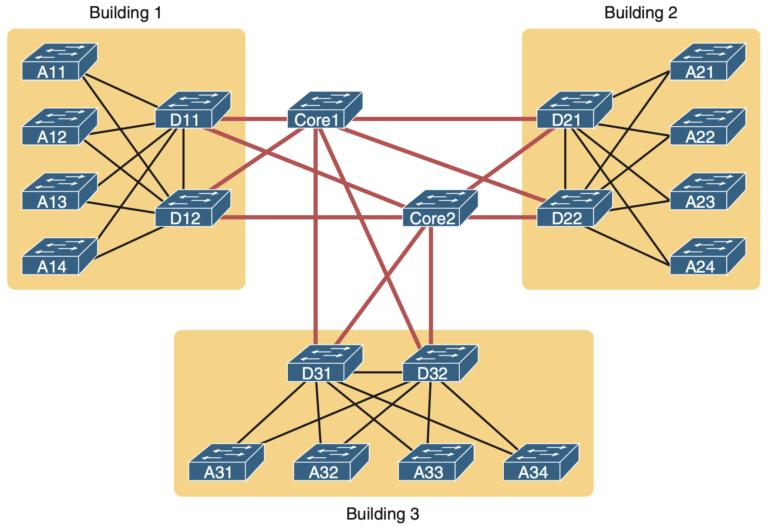 Building 1
Building 2
A11
A21
D11
Core1
D21
A12
A22
A13
A23
D12
Core2
D22
A14
A24
D31
D32
A31
A32
A33
A34
Building 3